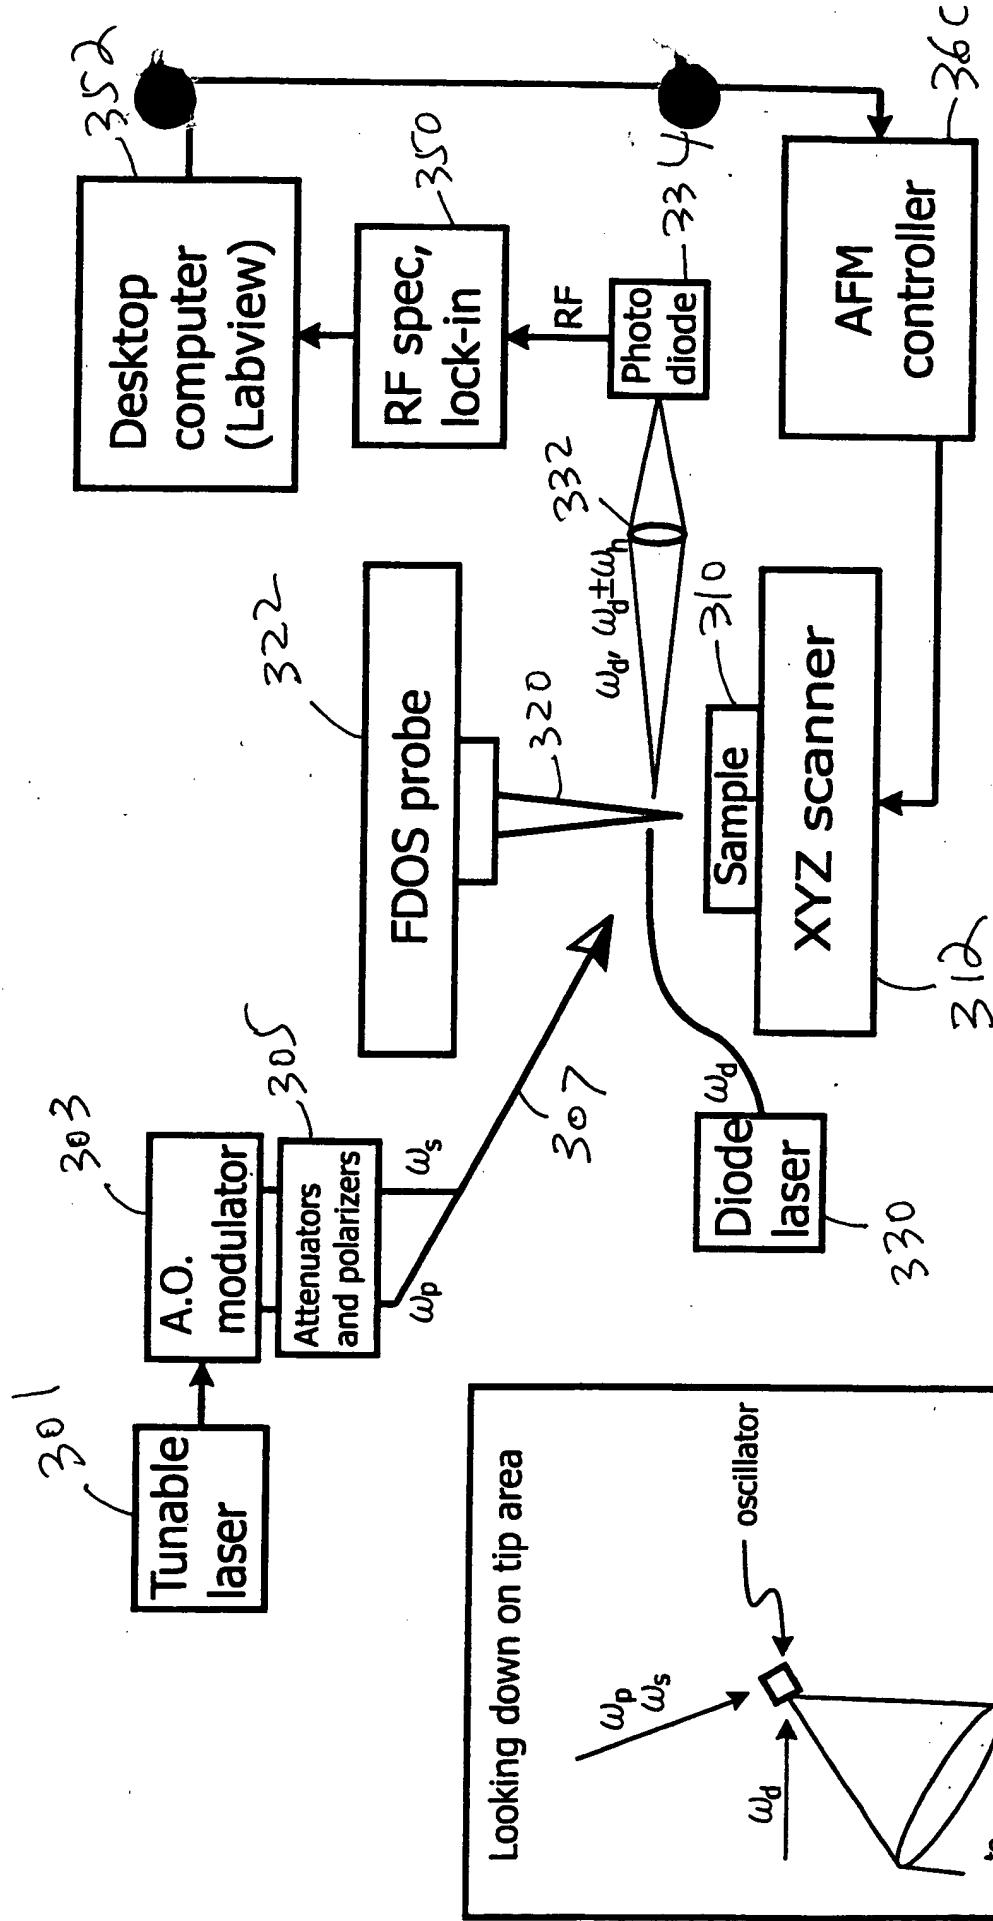 301
Tunable
laser
303
A.O.
modulator
305
Attenuators
and polarizers
ωp
ωs
307
322
FDOS probe
320
352
Desktop
computer
(Labview)
350
RF spec,
lock-in
RF
334
Photo
diode
332
ωd, ωd±ωh
310
Sample
XYZ scanner
312
Diode
laser
330
ωd
AFM
controller
360
Looking down on tip area
ωp
ωs
oscillator
ωd